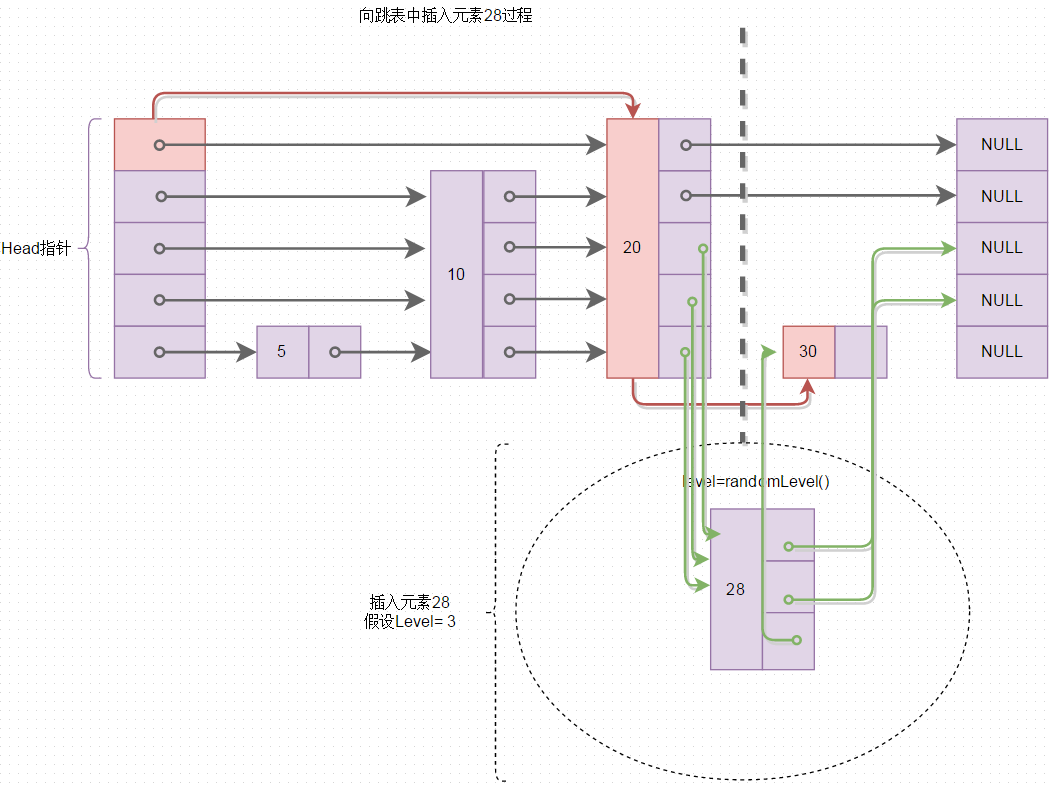 向跳表中插入元素28过程
NULL
NULL
Head指针
10
20
NULL
NULL
5
30
NULL
level=randomLevel()
28
插入元素28
假设Level= 3